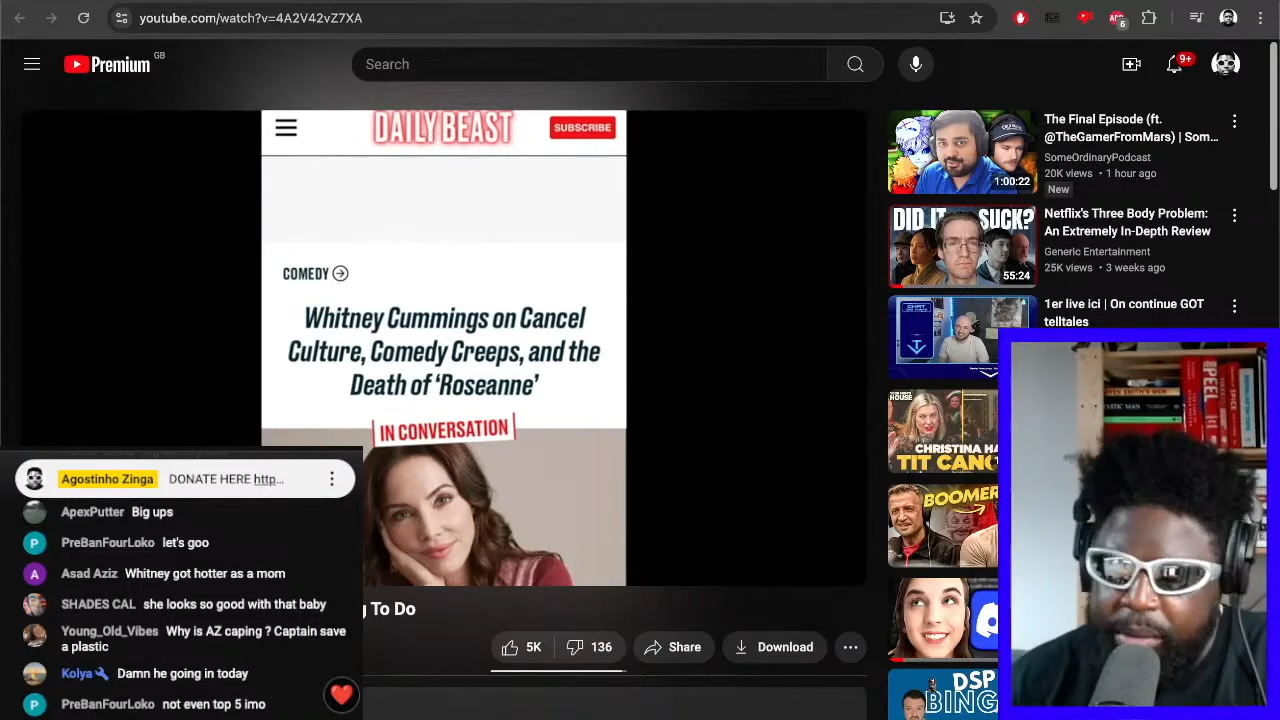 youtube.com/watch?v=4A2V42vZ7XA
6
Premium GB
Search
9+
DAILY BEAST
SUBSCRIBE
COMEDY
Whitney Cummings on Cancel
Culture, Comedy Creeps, and the
Death of ‘Roseanne’
IN CONVERSATION
To Do
5K
136
Share
Download
Agostinho Zinga DONATE HERE http...
ApexPutter Big ups
P PreBanFourLoko let's goo
A Asad Aziz Whitney got hotter as a mom
SHADES CAL she looks so good with that baby
Young_Old_Vibes Why is AZ caping ? Captain save
a plastic
Kolya Damn he going in today
P PreBanFourLoko not even top 5 imo
1:00:22
The Final Episode (ft.
@TheGamerFromMars) | Som...
SomeOrdinaryPodcast
20K views • 1 hour ago
New
DID IT SUCK?
55:24
Netflix's Three Body Problem:
An Extremely In-Depth Review
Generic Entertainment
25K views • 3 weeks ago
CHAT
1er live ici | On continue GOT
telltales
HOUSE
CHRISTINA HA
TIT CANC
BOOMER
DSP
BING
PEEL
SPICE